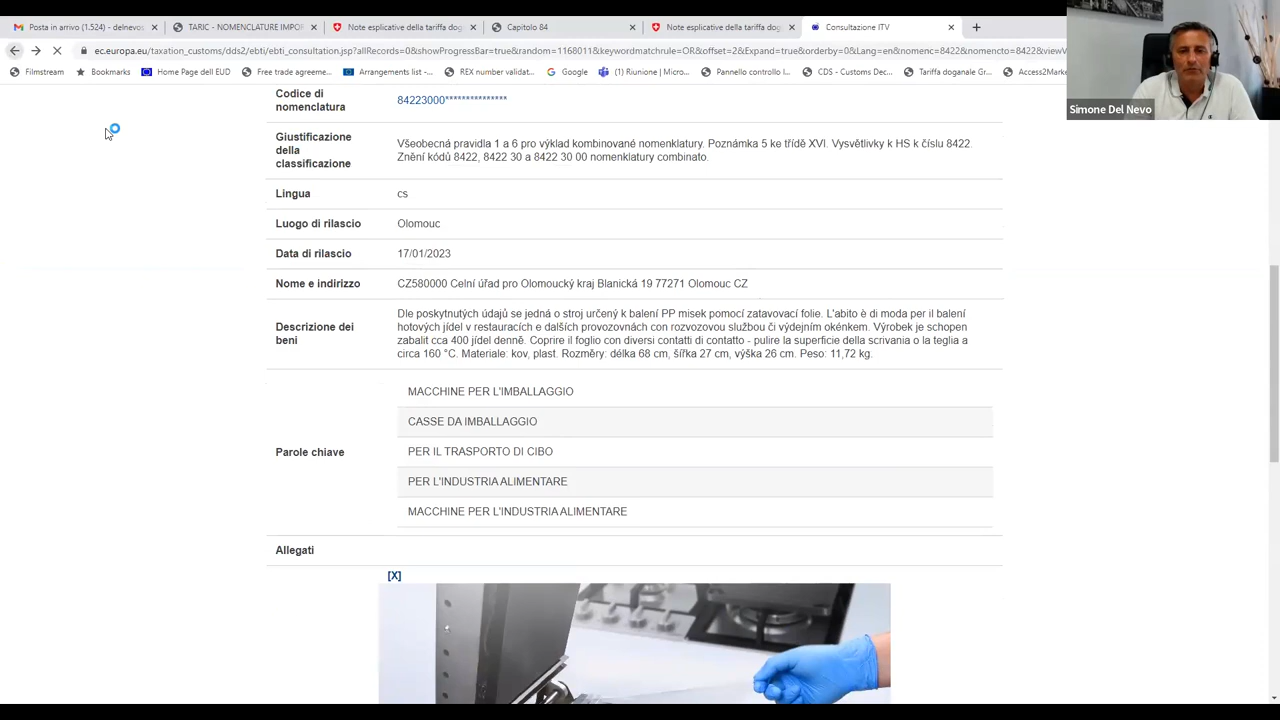 Posta in arrivo (1.524) - delnevo
TARIC - NOMENCLATURE IMPOR
Note esplicative della tariffa dog
Capitolo 84
Note esplicative della tariffa dog
Consultazione ITV
ec.europa.eu/taxation_customs/dds2/ebti/ebti_consultation.jsp?allRecords=0&showProgressBar=true&random=1168011&keywordmatchrule=OR&offset=2&Expand=true&orderby=0&Lang=en&nomenc=8422&nomencto=8422&view
Filmstream
Bookmarks
Home Page dell EUD
Free trade agreeme...
Arrangements list -...
REX number validat...
Google
(1) Riunione | Micro...
Pannello controllo I...
CDS - Customs Dec...
Tariffa doganale Gr...
Access2Mark
Simone Del Nevo
Codice di nomenclatura
84223000***************
Giustificazione della classificazione
Všeobecná pravidla 1 a 6 pro výklad kombinované nomenklatury. Poznámka 5 ke třídě XVI. Vysvětlivky k HS k číslu 8422.
Znění kódů 8422, 8422 30 a 8422 30 00 nomenklatury combinato.
Lingua
cs
Luogo di rilascio
Olomouc
Data di rilascio
17/01/2023
Nome e indirizzo
CZ580000 Celní úřad pro Olomoucký kraj Blanická 19 77271 Olomouc CZ
Descrizione dei beni
Dle poskytnutých údajů se jedná o stroj určený k balení PP misek pomocí zatavovací folie. L'abito è di moda per il balení
hotových jídel v restauracích e dalších provozovnách con rozvozovou službou či výdejním okénkem. Výrobek je schopen
zabalit cca 400 jídel denně. Coprire il foglio con diversi contatti di contatto - pulire la superficie della scrivania o la teglia a
circa 160 °C. Materiale: kov, plast. Rozměry: délka 68 cm, šířka 27 cm, výška 26 cm. Peso: 11,72 kg.
Parole chiave
MACCHINE PER L'IMBALLAGGIO
CASSE DA IMBALLAGGIO
PER IL TRASPORTO DI CIBO
PER L'INDUSTRIA ALIMENTARE
MACCHINE PER L'INDUSTRIA ALIMENTARE
Allegati
[X]